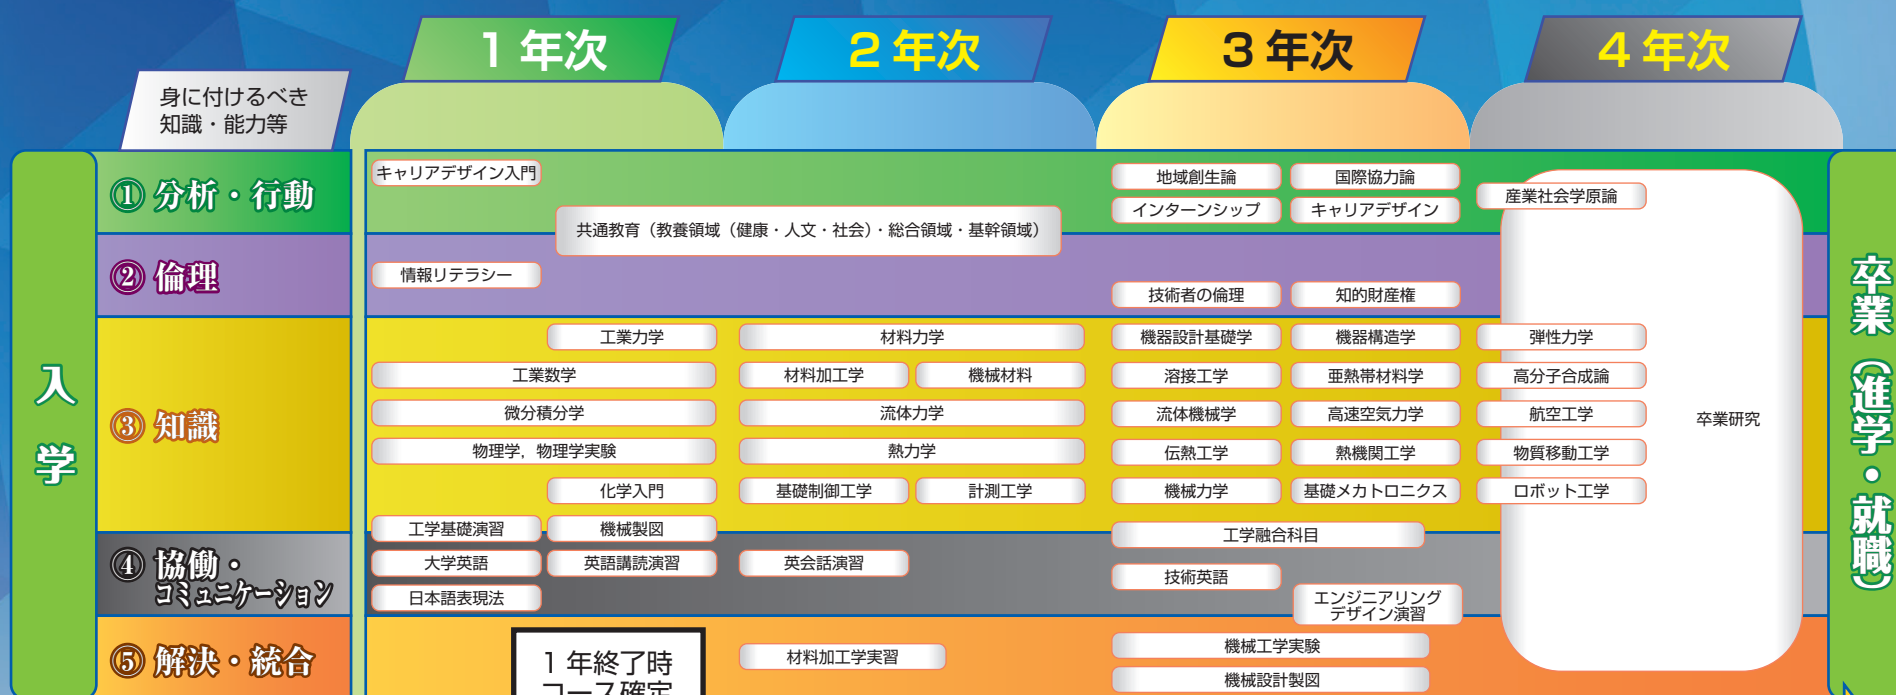 1 年次
2 年次
3 年次
4 年次
身に付けるべき
知識・能力等
入学
① 分析・行動
キャリアデザイン入門
共通教育（教養領域（健康・人文・社会）・総合領域・基幹領域）
地域創生論
国際協力論
インターンシップ
キャリアデザイン
産業社会学原論
② 倫理
情報リテラシー
技術者の倫理
知的財産権
③ 知識
工業力学
材料力学
機器設計基礎学
機器構造学
弾性力学
工業数学
材料加工学
機械材料
溶接工学
亜熱帯材料学
高分子合成論
微分積分学
流体力学
流体機械学
高速空気力学
航空工学
物理学，物理学実験
熱力学
伝熱工学
熱機関工学
物質移動工学
化学入門
基礎制御工学
計測工学
機械力学
基礎メカトロニクス
ロボット工学
卒業研究
工学基礎演習
機械製図
工学融合科目
④ 協働・
コミュニケーション
大学英語
英語講読演習
英会話演習
技術英語
日本語表現法
エンジニアリング
デザイン演習
⑤ 解決・統合
1 年終了時
コース確定
材料加工学実習
機械工学実験
機械設計製図
卒業（進学・就職）